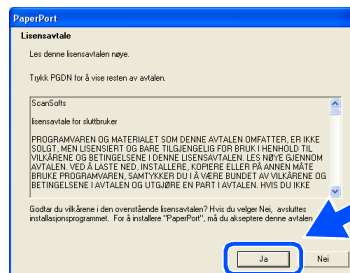 PaperPort
Lisensavtale
Les denne lisensavtalen nøye.
Trykk PGDN for å vise resten av avtalen.
ScanSofts
lisensavtale for sluttbruker
PROGRAMVAREN OG MATERIALET SOM DENNE AVTALEN OMFATTER, ER IKKE
SOLGT, MEN LISENSIERT OG BARE TILGJENGELIG FOR BRUK I HENHOLD TIL
VILKÅRENE OG BETINGELSENE I DENNE LISENSAVTALEN. LES NØYE GJENNOM
AVTALEN. VED Å LASTE NED, INSTALLERE, KOPIERE ELLER PÅ ANNEN MÅTE
BRUKE PROGRAMVAREN, SAMTYKKER DU I Å VÆRE BUNDET AV VILKÅRENE OG
BETINGELSENE I AVTALEN OG UTGJØRE EN PART I AVTALEN. HVIS DU IKKE
Godtar du vilkårene i den ovenstående lisensavtalen? Hvis du velger Nei, avsluttes
installasjonsprogrammet. For å installere "PaperPort", må du akseptere denne avtalen
Ja
Nei